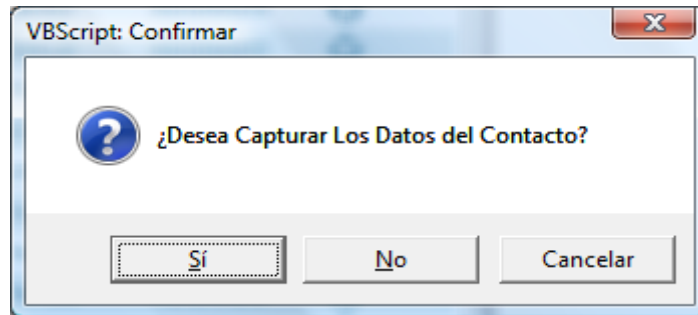 VBScript: Confirmar
¿Desea Capturar Los Datos del Contacto?
Sí No Cancelar